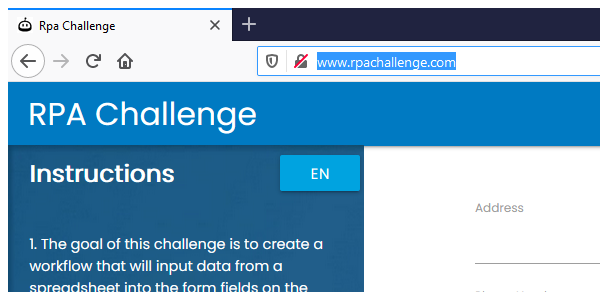 Rpa Challenge
www.rpachallenge.com
RPA Challenge
Instructions
EN
1. The goal of this challenge is to create a
workflow that will input data from a
spreadsheet into the form fields on the
Address